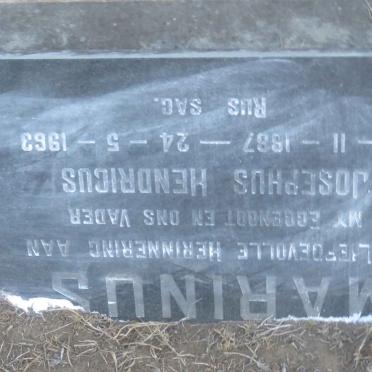 MARINUS
LIEFDEVOLLE HERINNERING AAN
MY EGGENOOT EN ONS VADER
JOSEPHUS HENDRICUS
- 11 - 1887 - 24 - 5 - 1963
RUS SAG.